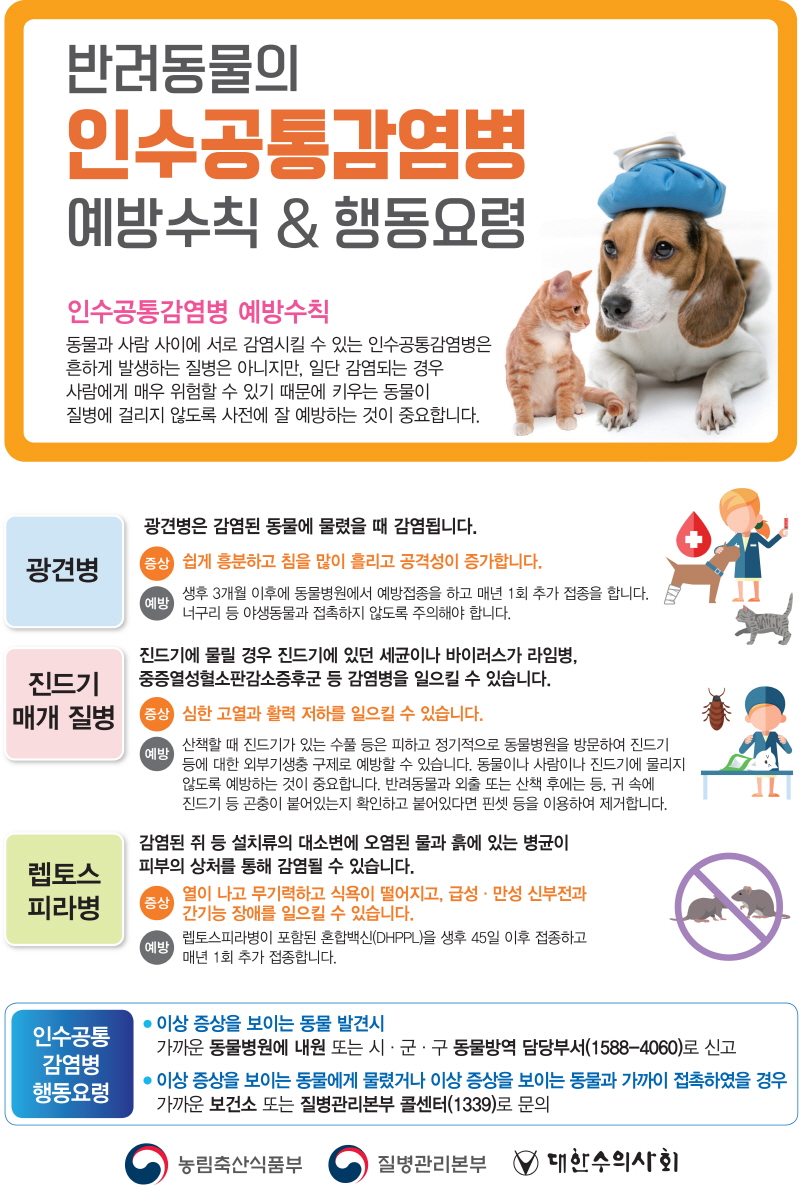 반려동물의
인수공통감염병
예방수칙 & 행동요령
인수공통감염병 예방수칙
동물과 사람 사이에 서로 감염시킬 수 있는 인수공통감염병은
흔하게 발생하는 질병은 아니지만, 일단 감염되는 경우
사람에게 매우 위험할 수 있기 때문에 키우는 동물이
질병에 걸리지 않도록 사전에 잘 예방하는 것이 중요합니다.
광견병
광견병은 감염된 동물에 물렸을 때 감염됩니다.
증상 쉽게 흥분하고 침을 많이 흘리고 공격성이 증가합니다.
예방 생후 3개월 이후에 동물병원에서 예방접종을 하고 매년 1회 추가 접종을 합니다.
너구리 등 야생동물과 접촉하지 않도록 주의해야 합니다.
진드기
매개 질병
진드기에 물릴 경우 진드기에 있던 세균이나 바이러스가 라임병,
중증열성혈소판감소증후군 등 감염병을 일으킬 수 있습니다.
증상 심한 고열과 활력 저하를 일으킬 수 있습니다.
예방 산책할 때 진드기가 있는 수풀 등은 피하고 정기적으로 동물병원을 방문하여 진드기
등에 대한 외부기생충 구제로 예방할 수 있습니다. 동물이나 사람이나 진드기에 물리지
않도록 예방하는 것이 중요합니다. 반려동물과 외출 또는 산책 후에는 등, 귀 속에
진드기 등 곤충이 붙어있는지 확인하고 붙어있다면 핀셋 등을 이용하여 제거합니다.
렙토스
피라병
감염된 쥐 등 설치류의 대소변에 오염된 물과 흙에 있는 병균이
피부의 상처를 통해 감염될 수 있습니다.
증상 열이 나고 무기력하고 식욕이 떨어지고, 급성·만성 신부전과
간기능 장애를 일으킬 수 있습니다.
예방 렙토스피라병이 포함된 혼합백신(DHPPL)을 생후 45일 이후 접종하고
매년 1회 추가 접종합니다.
인수공통
감염병
행동요령
• 이상 증상을 보이는 동물 발견시
가까운 동물병원에 내원 또는 시·군·구 동물방역 담당부서(1588-4060)로 신고
• 이상 증상을 보이는 동물에게 물렸거나 이상 증상을 보이는 동물과 가까이 접촉하였을 경우
가까운 보건소 또는 질병관리본부 콜센터(1339)로 문의
농림축산식품부 질병관리본부 대한수의사회